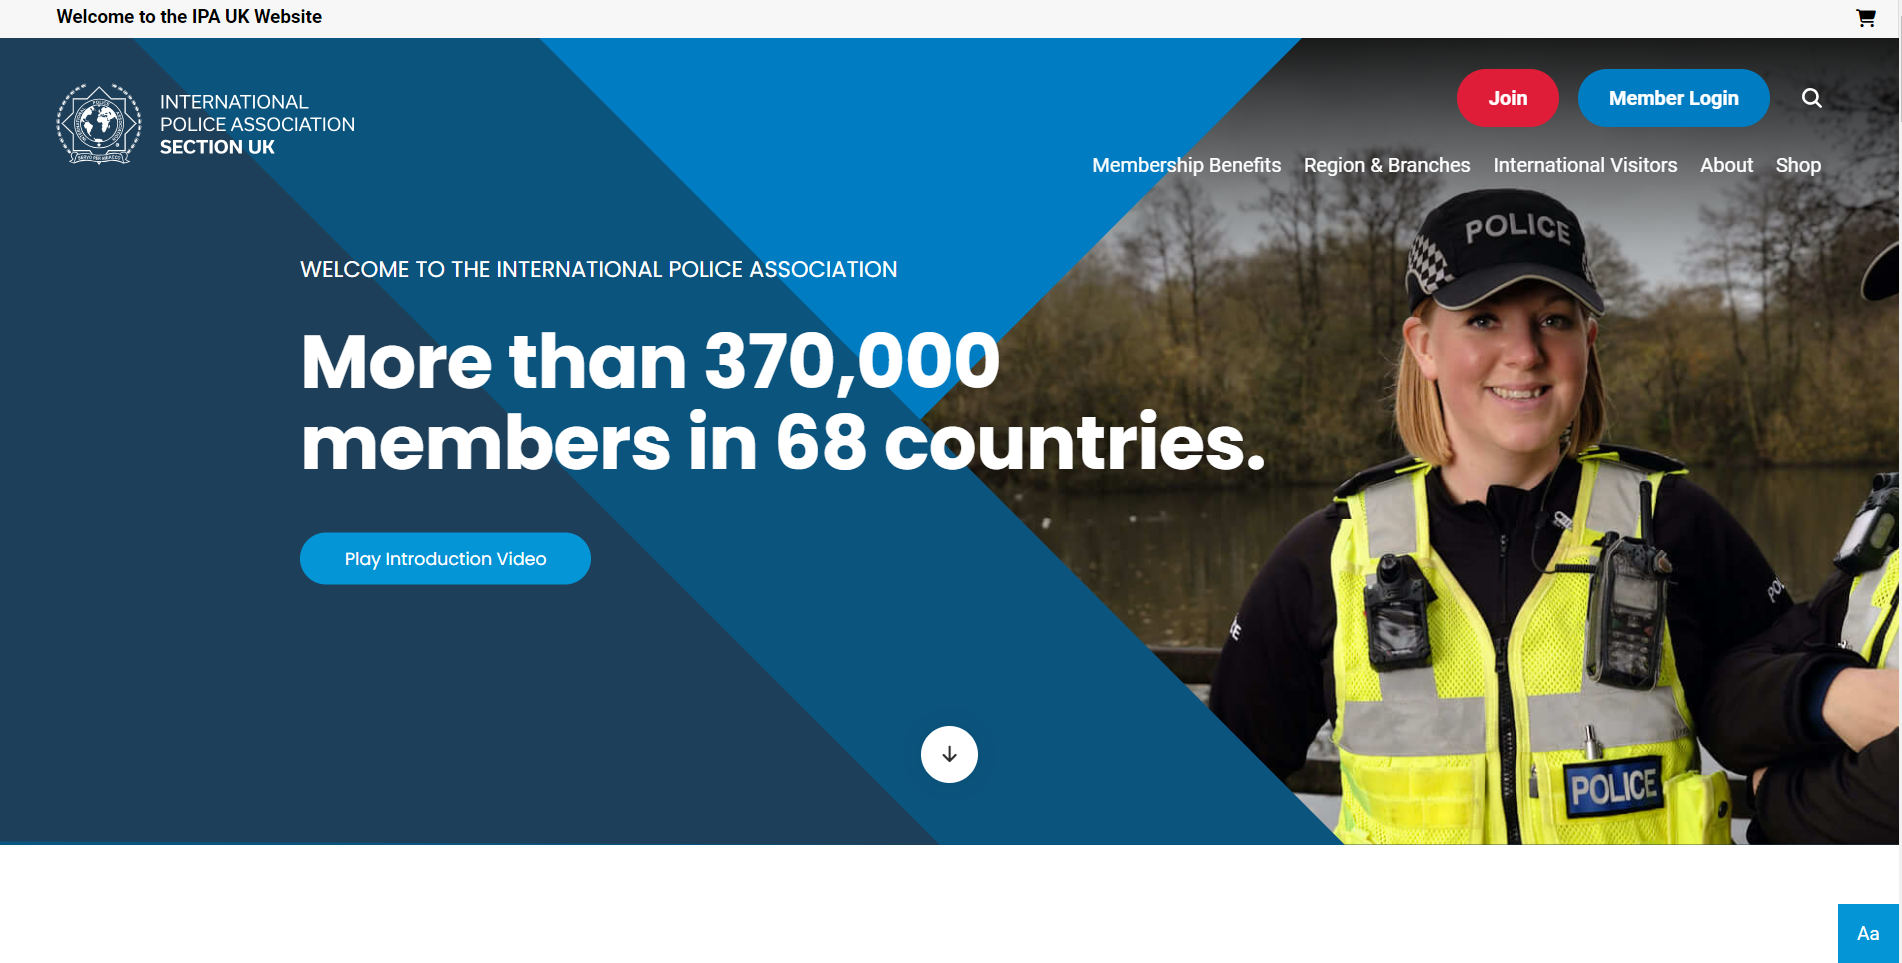 Welcome to the IPA UK Website
INTERNATIONAL
POLICE ASSOCIATION
SECTION UK
Join
Member Login
Membership Benefits Region & Branches International Visitors About Shop
WELCOME TO THE INTERNATIONAL POLICE ASSOCIATION
More than 370,000
members in 68 countries.
Play Introduction Video
POLICE
POLICE
Aa